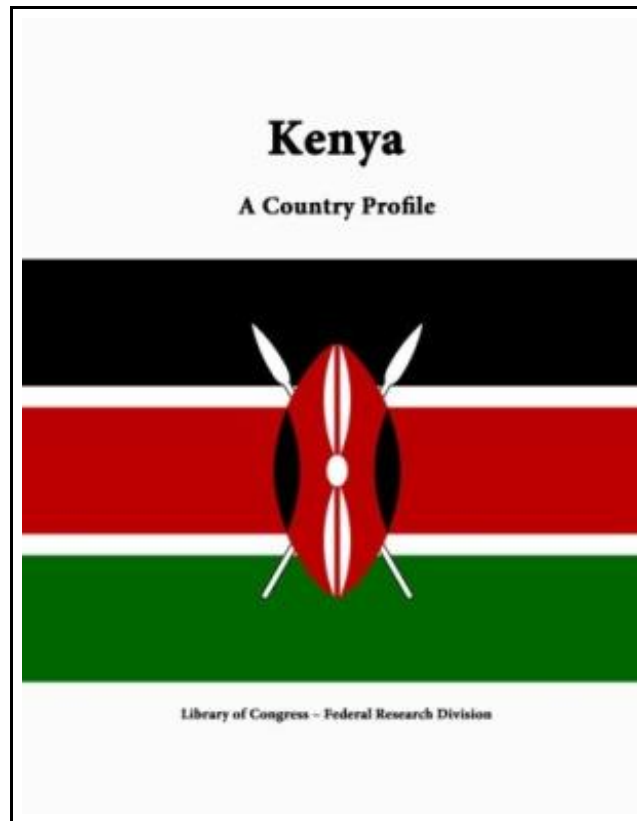 Kenya
A Country Profile
Library of Congress – Federal Research Division